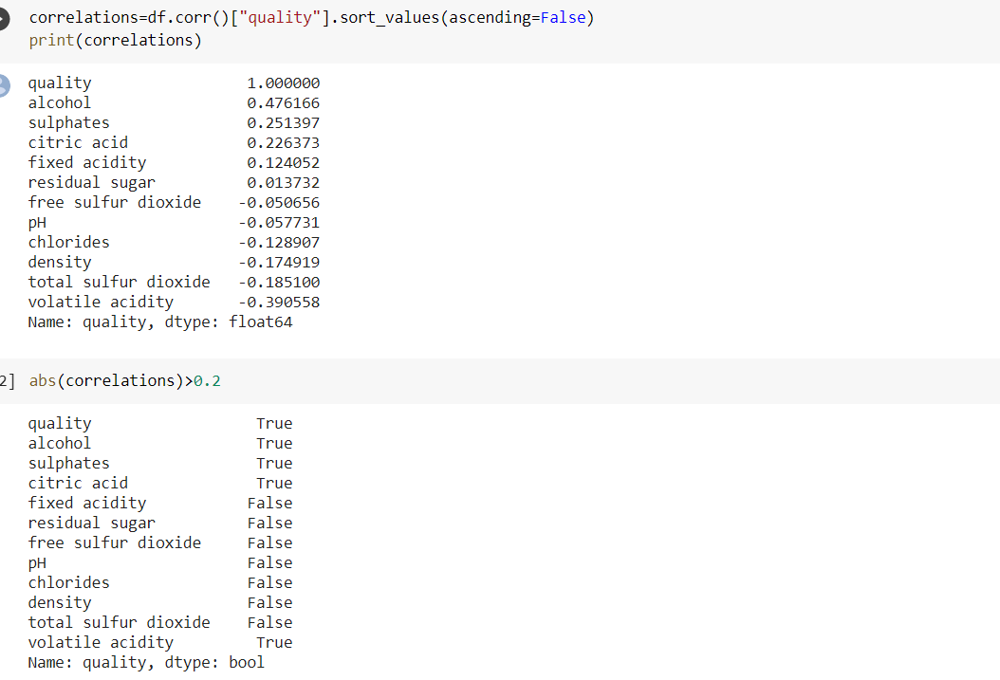 correlations=df.corr()["quality"].sort_values(ascending=False)
print(correlations)
quality 1.000000
alcohol 0.476166
sulphates 0.251397
citric acid 0.226373
fixed acidity 0.124052
residual sugar 0.013732
free sulfur dioxide -0.050656
pH -0.057731
chlorides -0.128907
density -0.174919
total sulfur dioxide -0.185100
volatile acidity -0.390558
Name: quality, dtype: float64
2] abs(correlations)>0.2
quality True
alcohol True
sulphates True
citric acid True
fixed acidity False
residual sugar False
free sulfur dioxide False
pH False
chlorides False
density False
total sulfur dioxide False
volatile acidity True
Name: quality, dtype: bool